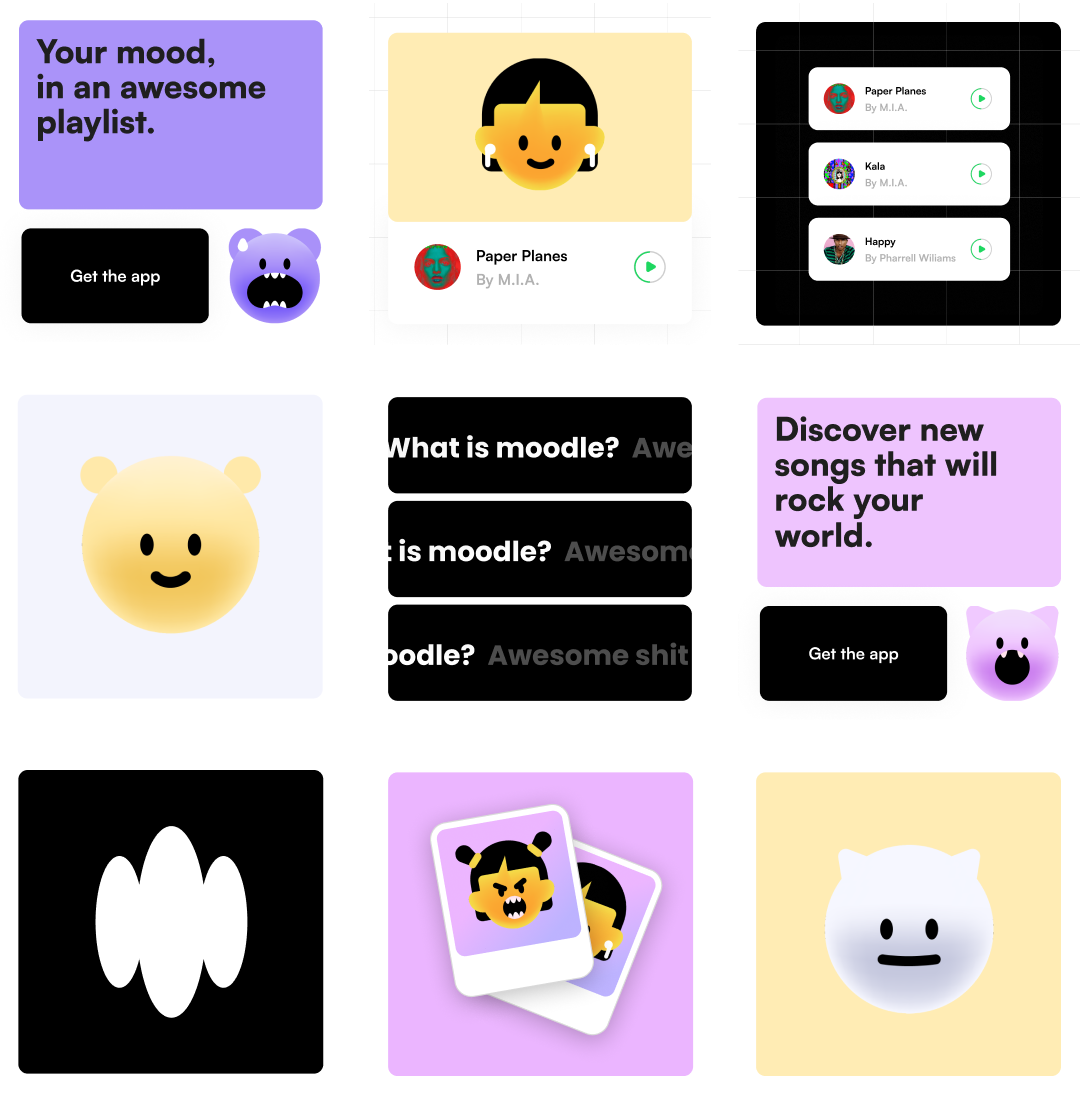 Your mood,
in an awesome
playlist.
Get the app
Paper Planes
By M.I.A.
Paper Planes
By M.I.A.
Kala
By M.I.A.
Happy
By Pharrell Wiliams
What is moodle? Awe
t is moodle? Awesom
oodle? Awesome shit
Discover new
songs that will
rock your
world.
Get the app